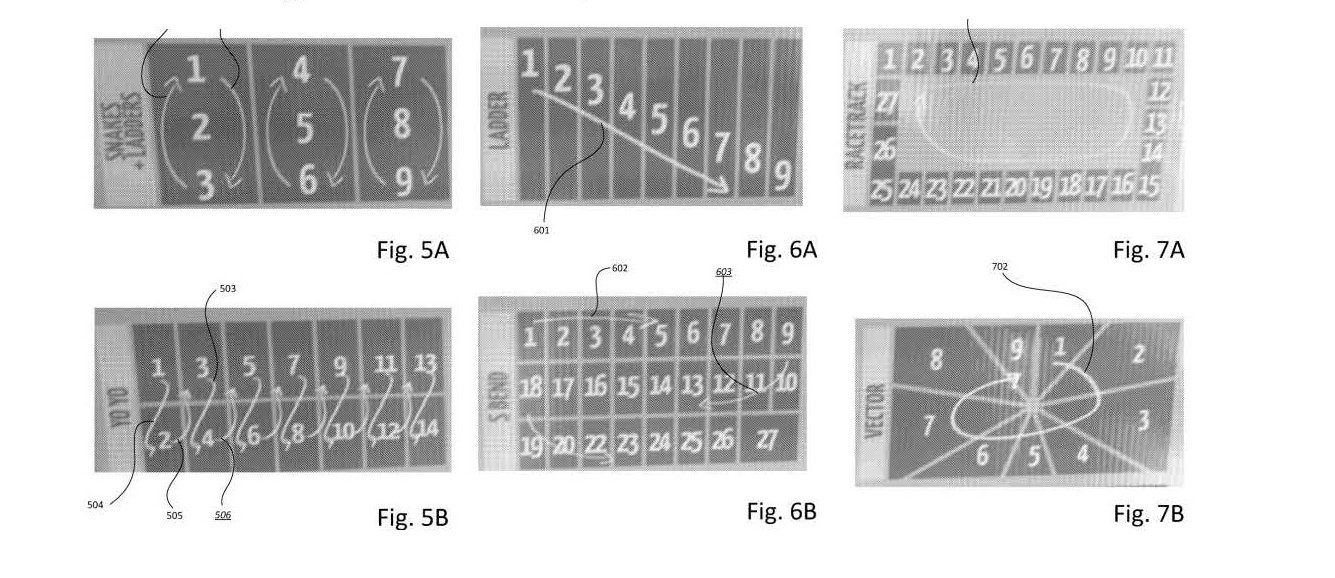 SNAKES
+LADDERS
1 4 7
2 5 8
3 6 9
Fig. 5A
LADDER
1 2 3 4 5 6 7 8 9
601
Fig. 6A
RACETRACK
1 2 3 4 5 6 7 8 9 10 11
27 12
13
26 14
25 24 23 22 21 20 19 18 17 16 15
Fig. 7A
503
YO YO
1 3 5 7 9 11 13
2 4 6 8 10 12 14
504 505 506
Fig. 5B
602 603
S BEND
1 2 3 4 5 6 7 8 9
18 17 16 15 14 13 12 11 10
19 20 22 23 24 25 26 27
Fig. 6B
702
VECTOR
8 9 1 2
7 3
6 5 4
Fig. 7B